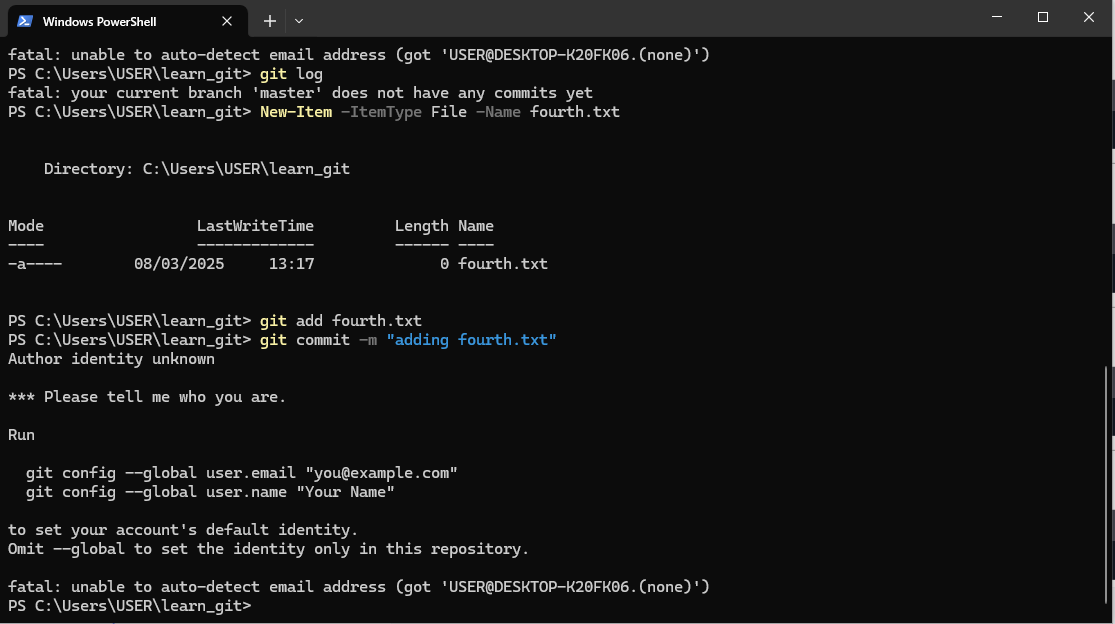 Windows PowerShell
fatal: unable to auto-detect email address (got 'USER@DESKTOP-K20FK06.(none)')
PS C:\Users\USER\learn_git> git log
fatal: your current branch 'master' does not have any commits yet
PS C:\Users\USER\learn_git> New-Item -ItemType File -Name fourth.txt
Directory: C:\Users\USER\learn_git
Mode LastWriteTime Length Name
---- ------------- ------ ----
-a---- 08/03/2025 13:17 0 fourth.txt
PS C:\Users\USER\learn_git> git add fourth.txt
PS C:\Users\USER\learn_git> git commit -m "adding fourth.txt"
Author identity unknown
*** Please tell me who you are.
Run
git config --global user.email "you@example.com"
git config --global user.name "Your Name"
to set your account's default identity.
Omit --global to set the identity only in this repository.
fatal: unable to auto-detect email address (got 'USER@DESKTOP-K20FK06.(none)')
PS C:\Users\USER\learn_git>